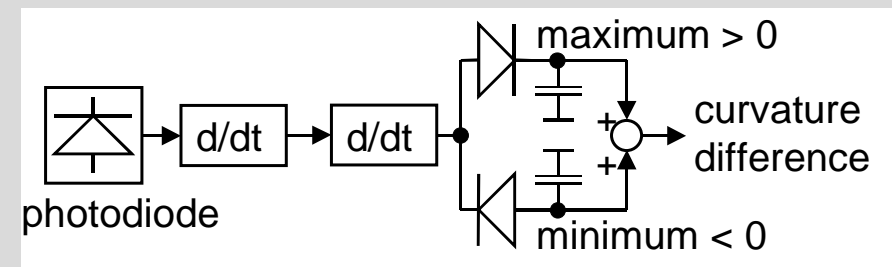 maximum > 0
d/dt
d/dt
+
+
curvature
difference
photodiode
minimum < 0